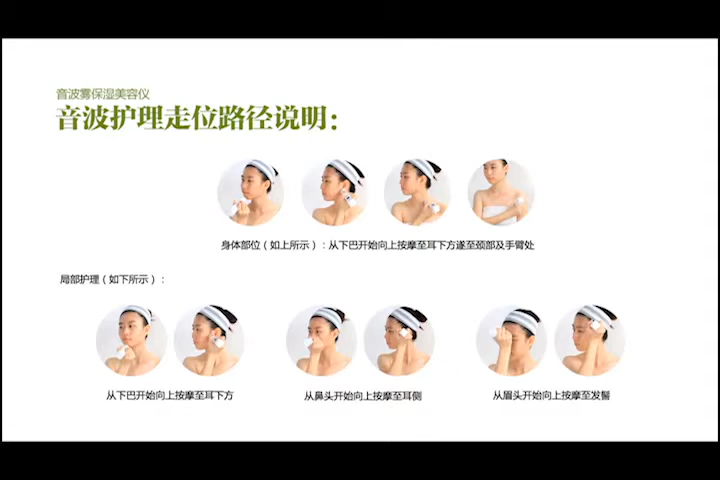 音波雾保湿美容仪
音波护理走位路径说明：
身体部位（如上所示）：从下巴开始向上按摩至耳下方遂至颈部及手臂处
局部护理（如下所示）：
从下巴开始向上按摩至耳下方
从鼻头开始向上按摩至耳侧
从眉头开始向上按摩至发髻